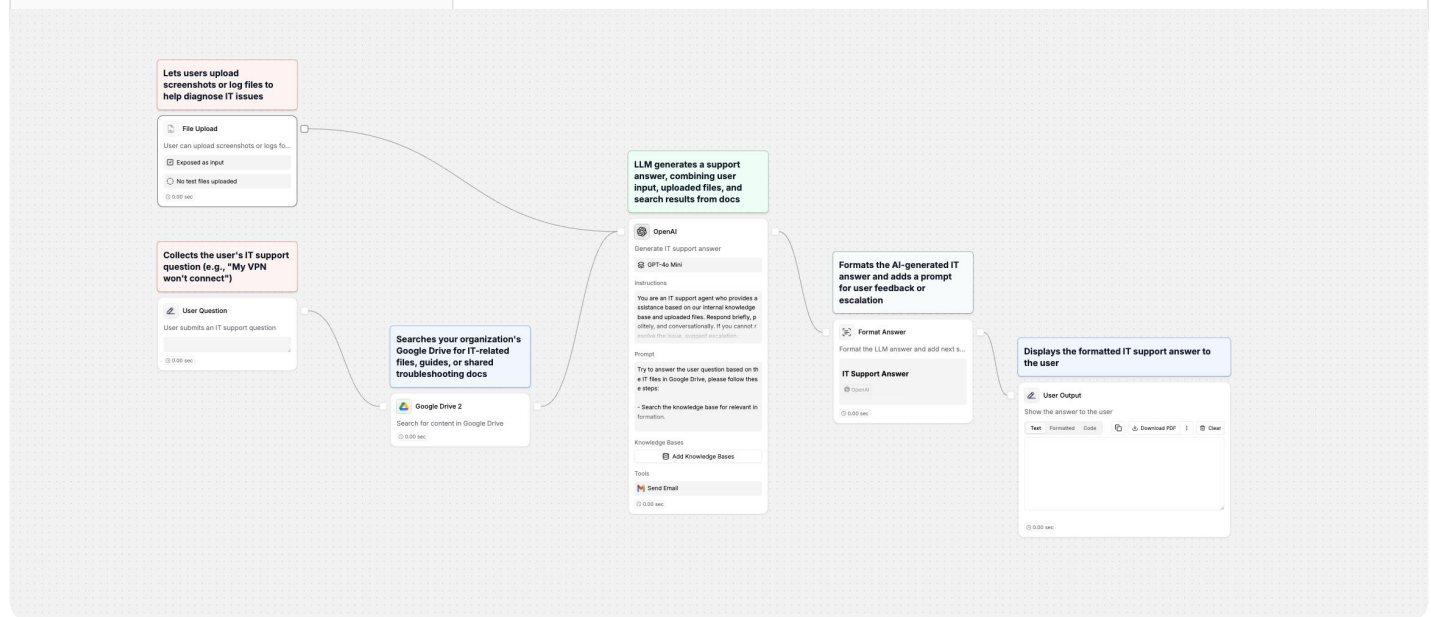 Lets users upload
screenshots or log files to
help diagnose IT issues
File Upload
User can upload screenshots or logs fo...
Exposed as input
No test files uploaded
0.00 sec
Collects the user's IT support
question (e.g., "My VPN
won't connect")
User Question
User submits an IT support question
0.00 sec
Searches your organization's
Google Drive for IT-related
files, guides, or shared
troubleshooting docs
Google Drive 2
Search for content in Google Drive
0.00 sec
LLM generates a support
answer, combining user
input, uploaded files, and
search results from docs
OpenAI
Generate IT support answer
GPT-4o Mini
Instructions
You are an IT support agent who provides a
ssistance based on our internal knowledge
base and uploaded files. Respond briefly, p
olitely, and conversationally. If you cannot r
esolve the issue, suggest escalation.
Prompt
Try to answer the user question based on th
e IT files in Google Drive, please follow thes
e steps:
- Search the knowledge base for relevant in
formation.
Knowledge Bases
Add Knowledge Bases
Tools
Send Email
0.00 sec
Formats the AI-generated IT
answer and adds a prompt
for user feedback or
escalation
Format Answer
Format the LLM answer and add next s...
IT Support Answer
OpenAI
0.00 sec
Displays the formatted IT support answer to
the user
User Output
Show the answer to the user
Text Formatted Code Download PDF Clear
0.00 sec